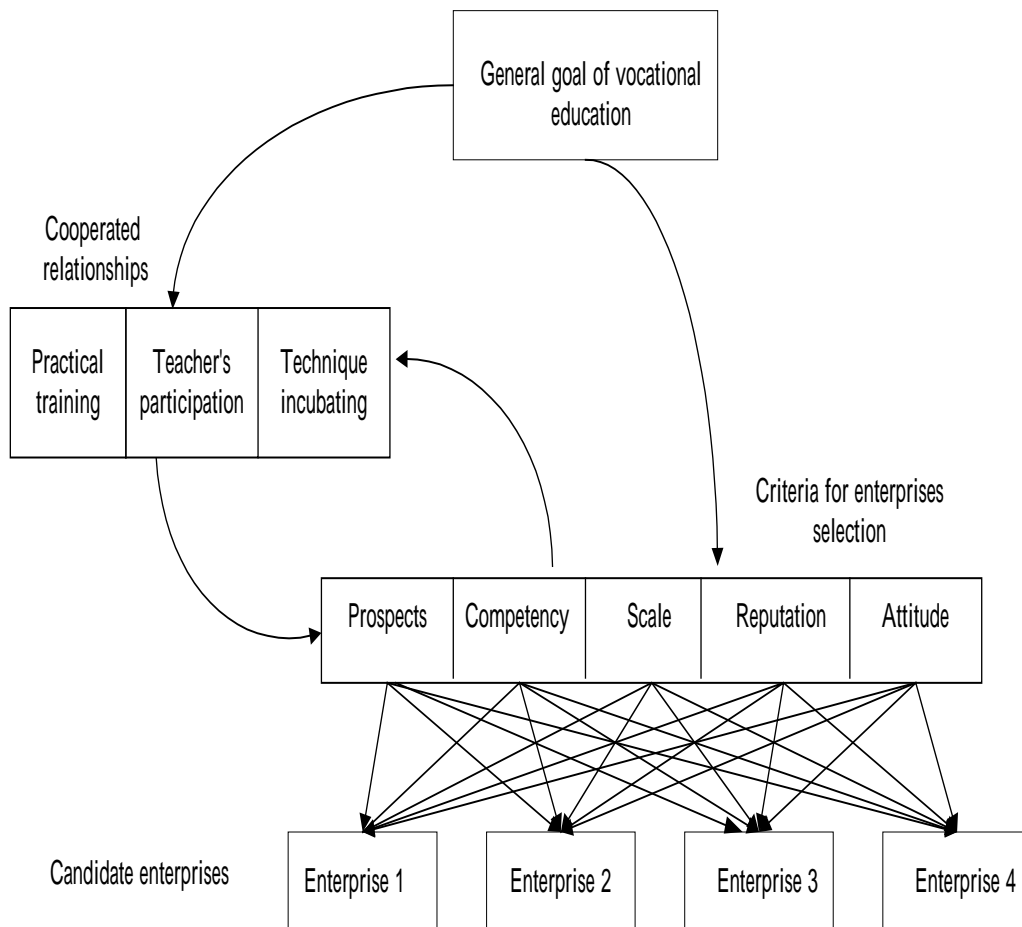 General goal of vocational
education
Cooperated
relationships
Practical
training
Teacher's
participation
Technique
incubating
Criteria for enterprises
selection
Prospects
Competency
Scale
Reputation
Attitude
Candidate enterprises
Enterprise 1
Enterprise 2
Enterprise 3
Enterprise 4